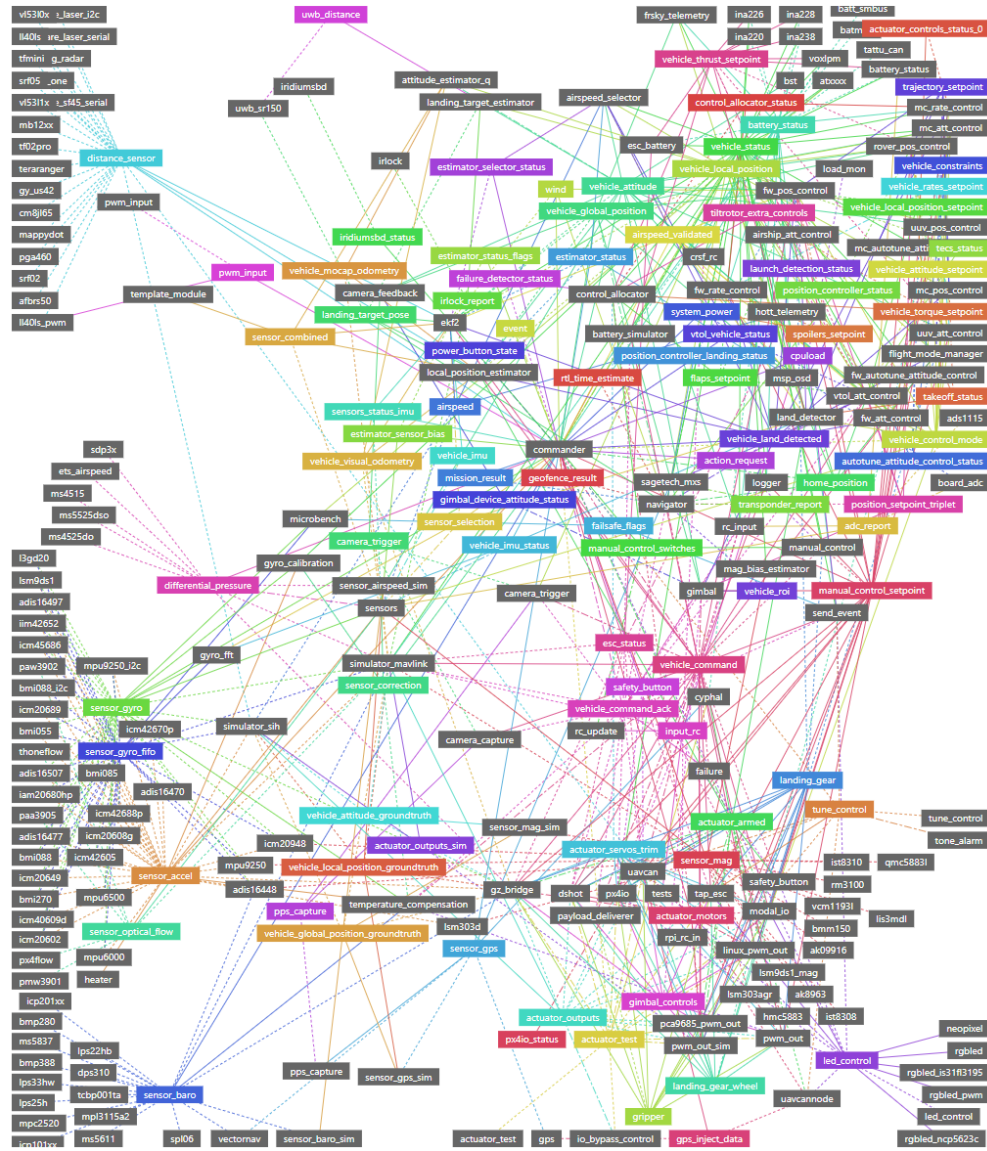 vl53l0x _laser_i2c
uwb_distance
frsky_telemetry
ina226
ina228
batt_smbus
ll40ls re_laser_serial
ina220
ina238
batm
actuator_controls_status_0
tfmini g_radar
vehicle_thrust_setpoint
voxlpm
tattu_can
iridiumsbd
attitude_estimator_q
bst
atxxxx
battery_status
srf05 _one
trajectory_setpoint
vl53l1x _sf45_serial
uwb_sr150
landing_target_estimator
airspeed_selector
control_allocator_status
mc_rate_control
mb12xx
battery_status
mc_att_control
tf02pro
distance_sensor
irlock
esc_battery
vehicle_status
rover_pos_control
teraranger
estimator_selector_status
vehicle_local_position
load_mon
vehicle_constraints
gy_us42
wind
vehicle_attitude
fw_pos_control
vehicle_rates_setpoint
cm8jl65
pwm_input
vehicle_global_position
tiltrotor_extra_controls
vehicle_local_position_setpoint
mappydot
iridiumsbd_status
airspeed_validated
airship_att_control
uuv_pos_control
pga460
estimator_status_flags
estimator_status
crsf_rc
mc_autotune_atti
tecs_status
srf02
pwm_input
vehicle_mocap_odometry
failure_detector_status
launch_detection_status
vehicle_attitude_setpoint
afbrs50
template_module
camera_feedback
irlock_report
control_allocator
fw_rate_control
position_controller_status
mc_pos_control
ll40ls_pwm
landing_target_pose
ekf2
event
system_power
hott_telemetry
vehicle_torque_setpoint
sensor_combined
battery_simulator
vtol_vehicle_status
spoilers_setpoint
uuv_att_control
power_button_state
position_controller_landing_status
cpuload
flight_mode_manager
local_position_estimator
rtl_time_estimate
flaps_setpoint
msp_osd
fw_autotune_attitude_control
sensors_status_imu
airspeed
vtol_att_control
takeoff_status
estimator_sensor_bias
land_detector
fw_att_control
ads1115
sdp3x
vehicle_imu
commander
vehicle_land_detected
vehicle_control_mode
ets_airspeed
vehicle_visual_odometry
action_request
autotune_attitude_control_status
ms4515
mission_result
geofence_result
sagetech_mxs
logger
home_position
board_adc
ms5525dso
microbench
gimbal_device_attitude_status
navigator
transponder_report
position_setpoint_triplet
ms4525do
sensor_selection
failsafe_flags
rc_input
adc_report
camera_trigger
vehicle_imu_status
manual_control_switches
manual_control
l3gd20
gyro_calibration
mag_bias_estimator
lsm9ds1
differential_pressure
sensor_airspeed_sim
camera_trigger
gimbal
vehicle_roi
manual_control_setpoint
adis16497
sensors
send_event
iim42652
icm45686
gyro_fft
esc_status
paw3902
mpu9250_i2c
simulator_mavlink
vehicle_command
bmi088_i2c
sensor_correction
safety_button
cyphal
icm20689
sensor_gyro
vehicle_command_ack
bmi055
icm42670p
simulator_sih
rc_update
input_rc
thoneflow
sensor_gyro_fifo
camera_capture
adis16507
bmi085
failure
landing_gear
iam20680hp
adis16470
paa3905
icm42688p
vehicle_attitude_groundtruth
actuator_armed
tune_control
tune_control
adis16477
icm20608g
icm20948
actuator_outputs_sim
sensor_mag_sim
actuator_servos_trim
tone_alarm
bmi088
icm42605
mpu9250
vehicle_local_position_groundtruth
sensor_mag
ist8310
qmc5883l
icm20649
sensor_accel
uavcan
safety_button
rm3100
bmi270
mpu6500
adis16448
gz_bridge
dshot
px4io
tests
tap_esc
icm40609d
pps_capture
temperature_compensation
payload_deliverer
actuator_motors
modal_io
vcm1193l
lis3mdl
icm20602
sensor_optical_flow
vehicle_global_position_groundtruth
lsm303d
rpi_rc_in
bmm150
px4flow
mpu6000
sensor_gps
linux_pwm_out
ak09916
pmw3901
heater
lsm9ds1_mag
icp201xx
gimbal_controls
lsm303agr
ak8963
bmp280
actuator_outputs
pca9685_pwm_out
hmc5883
ist8308
ms5837
lps22hb
px4io_status
actuator_test
pwm_out_sim
pwm_out
neopixel
bmp388
dps310
pps_capture
sensor_gps_sim
led_control
rgbled
lps33hw
tcbp001ta
sensor_baro
landing_gear_wheel
rgbled_is31fl3195
lps25h
uavcannode
rgbled_pwm
mpc2520
mpl3115a2
gripper
led_control
ms5611
spl06
vectornav
sensor_baro_sim
actuator_test
gps
io_bypass_control
gps_inject_data
rgbled_ncp5623c
icp101xx